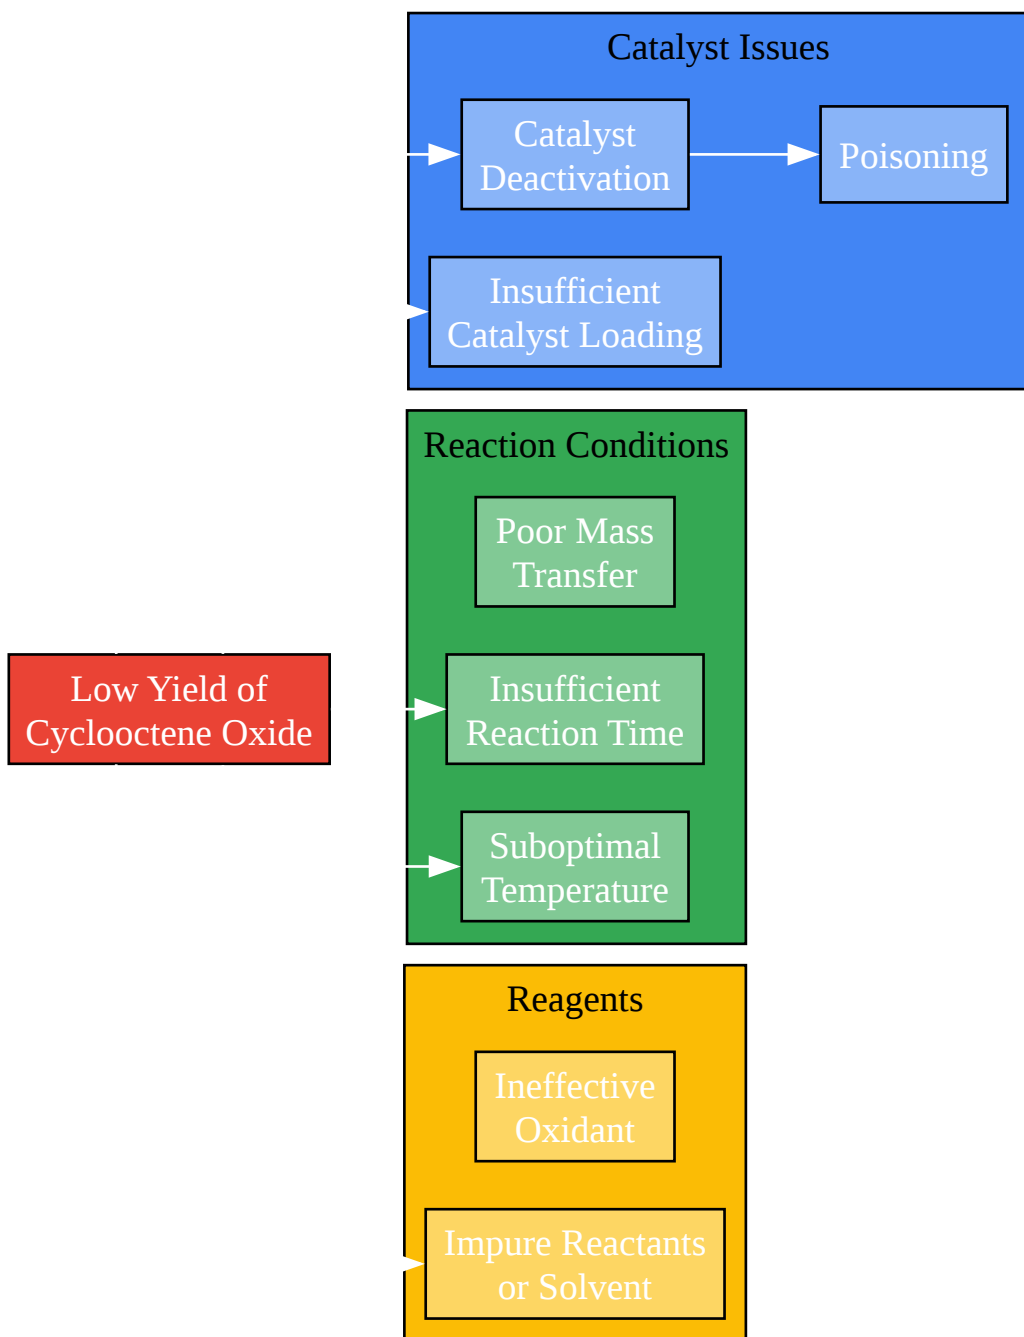 Catalyst Issues
Catalyst
Deactivation
Poisoning
Insufficient
Catalyst Loading
Reaction Conditions
Poor Mass
Transfer
Low Yield of
Cyclooctene Oxide
Insufficient
Reaction Time
Suboptimal
Temperature
Reagents
Ineffective
Oxidant
Impure Reactants
or Solvent